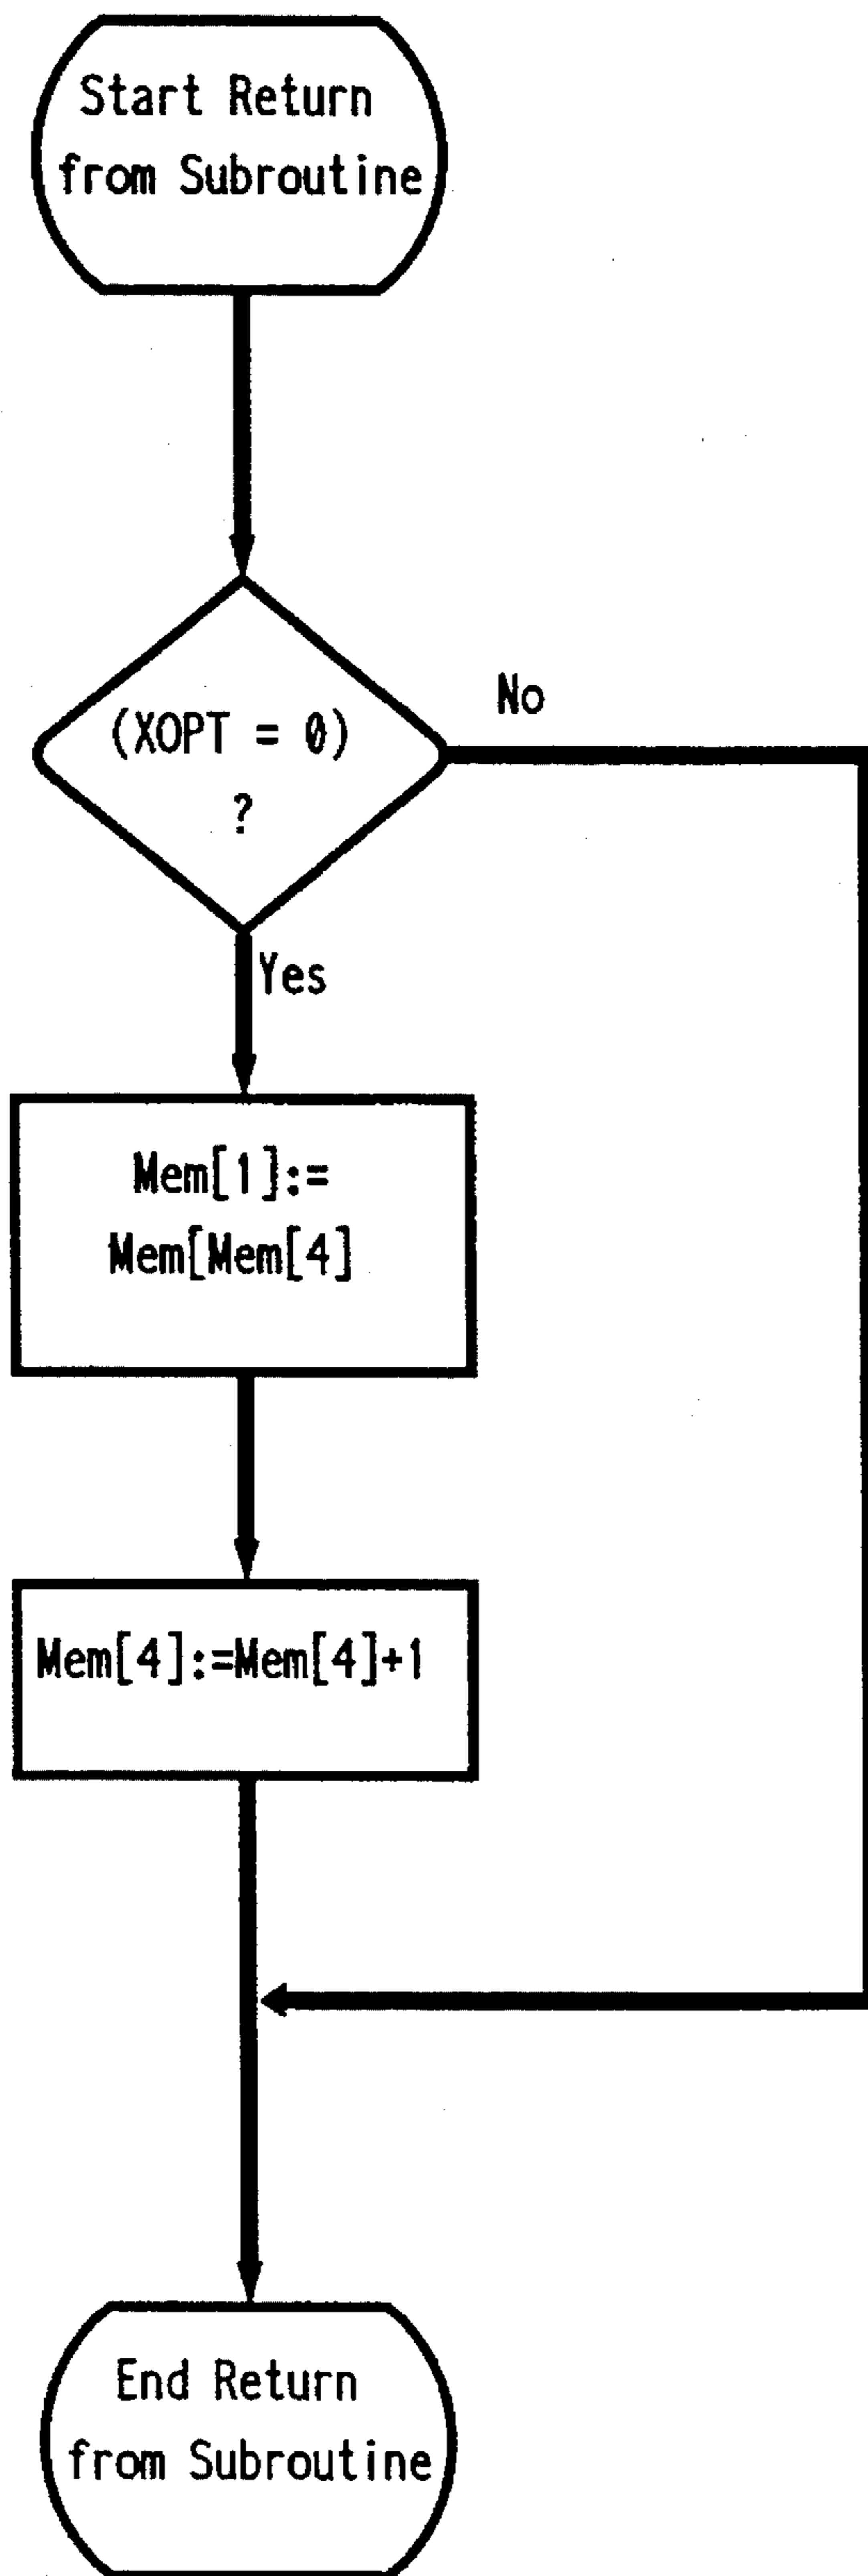 Start Return
from Subroutine
(XOPT = 0)
?
No
Yes
Mem[1]:=
Mem[Mem[4]
Mem[4]:=Mem[4]+1
End Return
from Subroutine